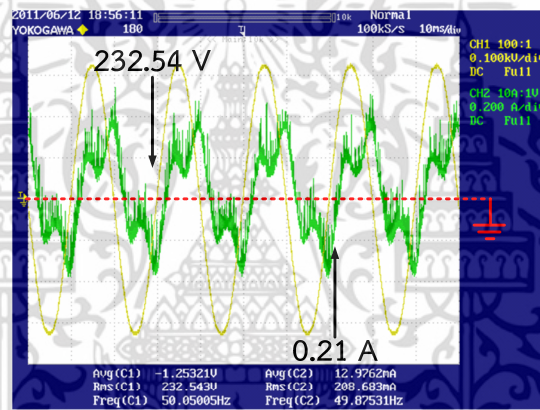 2011/06/12 18:56:11
10k
Normal
YOKOGAWA
180
100kS/s 10ms/div
CH1 100:1
0.100kV/di
DC Full
CH2 10A:1V
0.200 A/di
DC Full
232.54 V
0.21 A
Avg(C1) -1.25321V
Avg(C2) 12.9762mA
Rms(C1) 232.543V
Rms(C2) 208.683mA
Freq(C1) 50.05005Hz
Freq(C2) 49.87531Hz